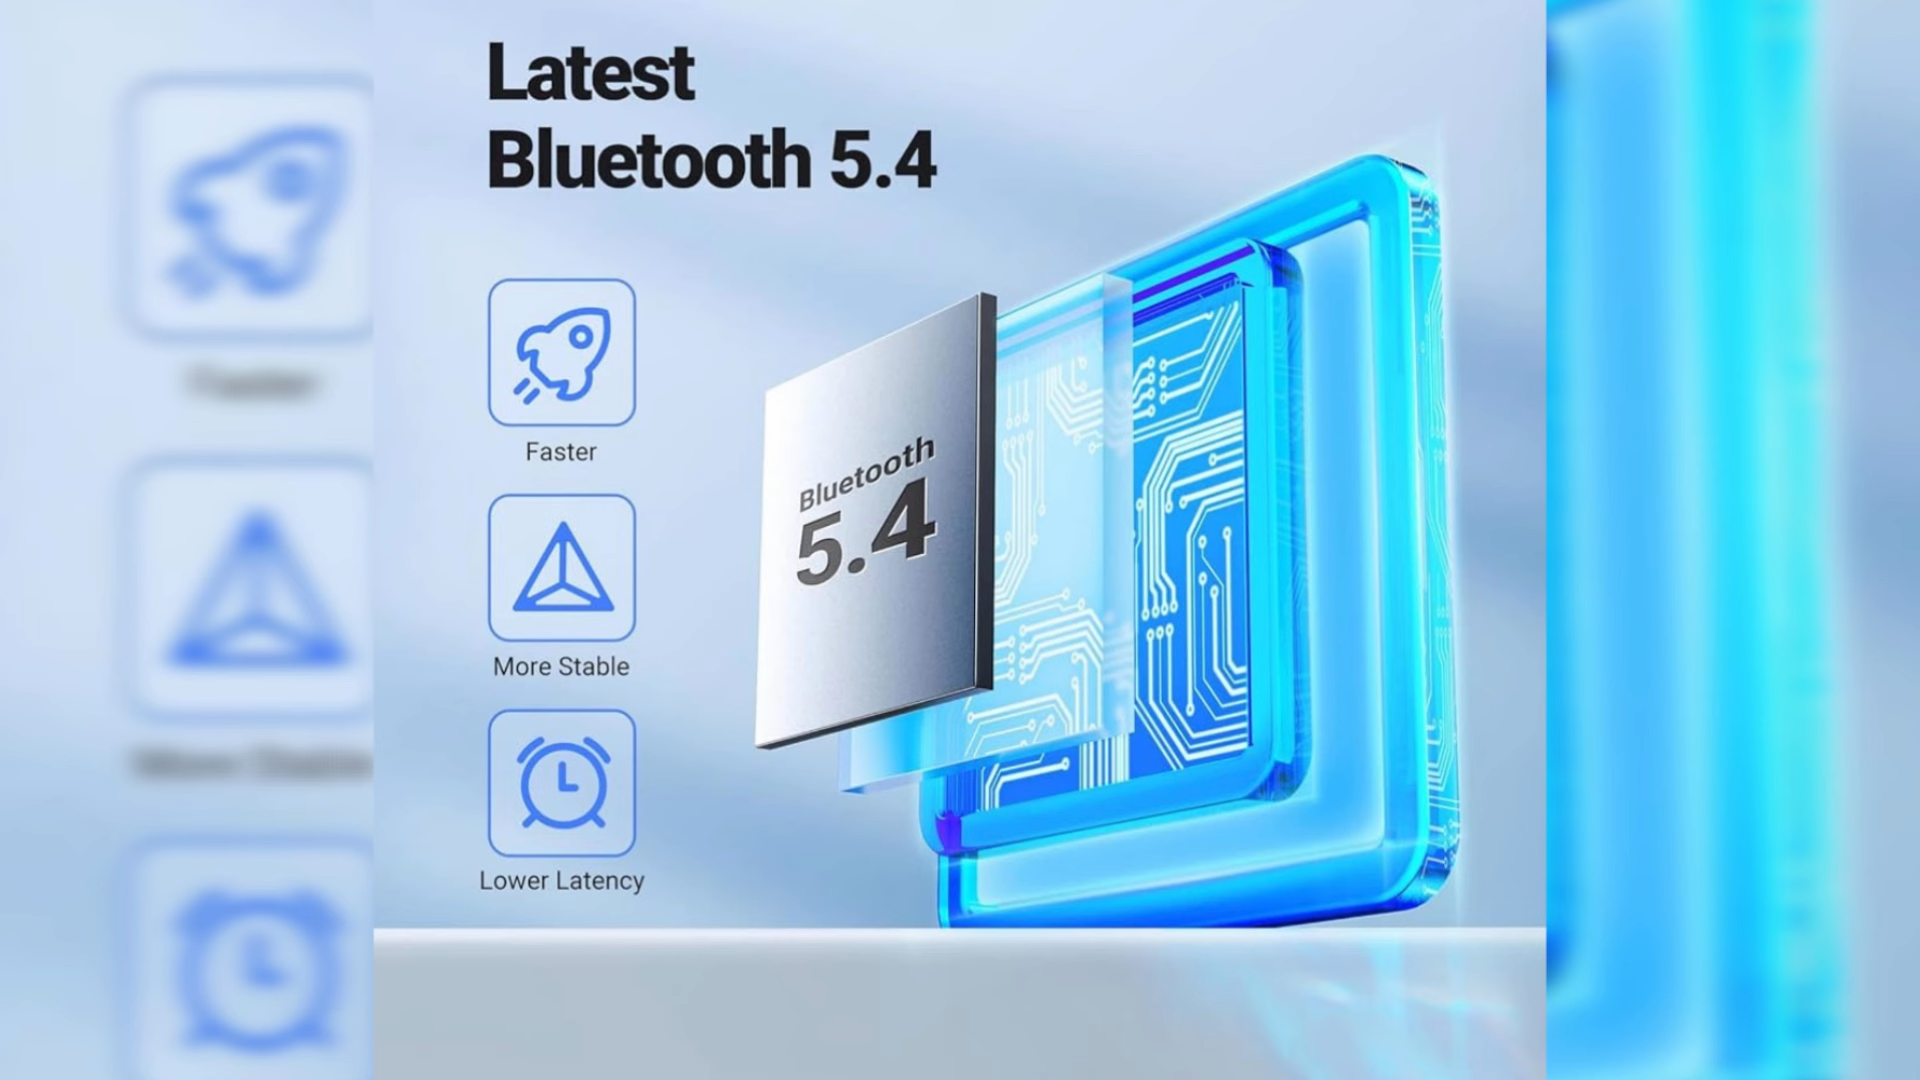 Latest
Bluetooth 5.4
Faster
More Stable
Lower Latency
Bluetooth
5.4